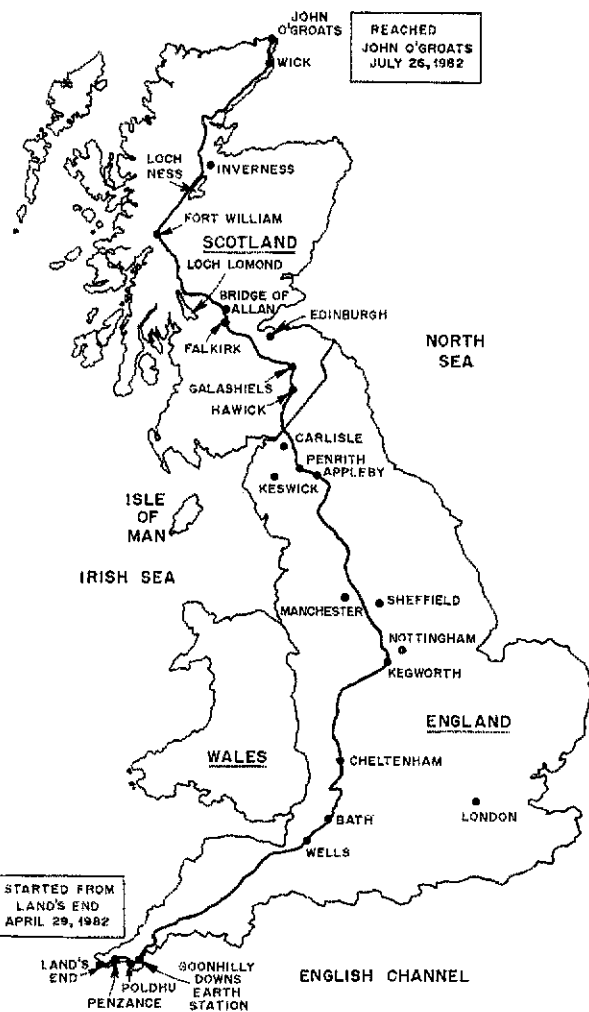 JOHN
O'GROATS
REACHED
JOHN O'GROATS
JULY 26, 1982
WICK
LOCH
NESS
INVERNESS
FORT WILLIAM
SCOTLAND
LOCH LOMOND
BRIDGE OF
ALLAN
EDINBURGH
FALKIRK
NORTH
SEA
GALASHIELS
HAWICK
CARLISLE
PENRITH
APPLEBY
KESWICK
ISLE
OF
MAN
IRISH SEA
MANCHESTER
SHEFFIELD
NOTTINGHAM
KEGWORTH
ENGLAND
WALES
CHELTENHAM
LONDON
BATH
WELLS
STARTED FROM
LAND'S END
APRIL 29, 1982
LAND'S
END
POLDHU
PENZANCE
GOONHILLY
DOWNS
EARTH
STATION
ENGLISH CHANNEL